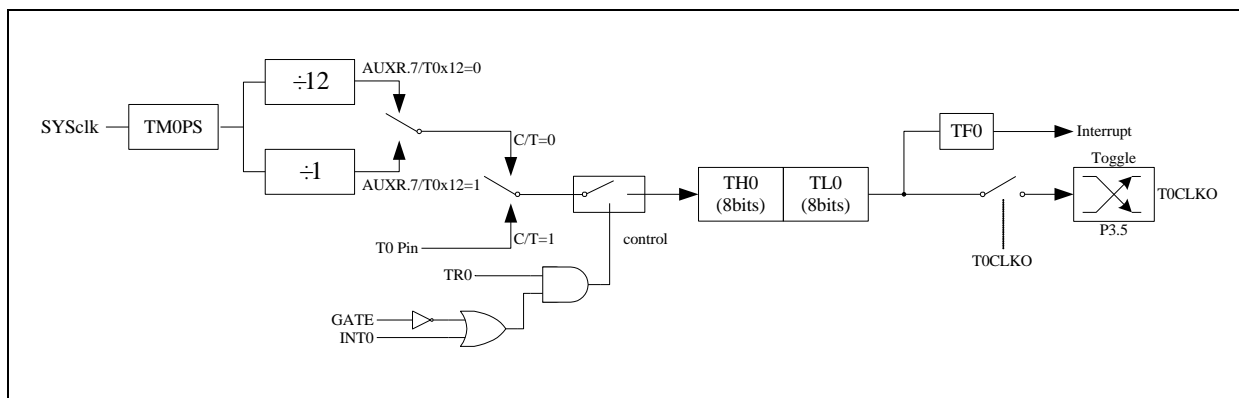 AUXR.7/T0x12=0
÷12
SYSclk
TM0PS
÷1
AUXR.7/T0x12=1
C/T=0
C/T=1
T0 Pin
control
TR0
GATE
INT0
TH0
(8bits)
TL0
(8bits)
TF0
Interrupt
Toggle
T0CLKO
P3.5
T0CLKO